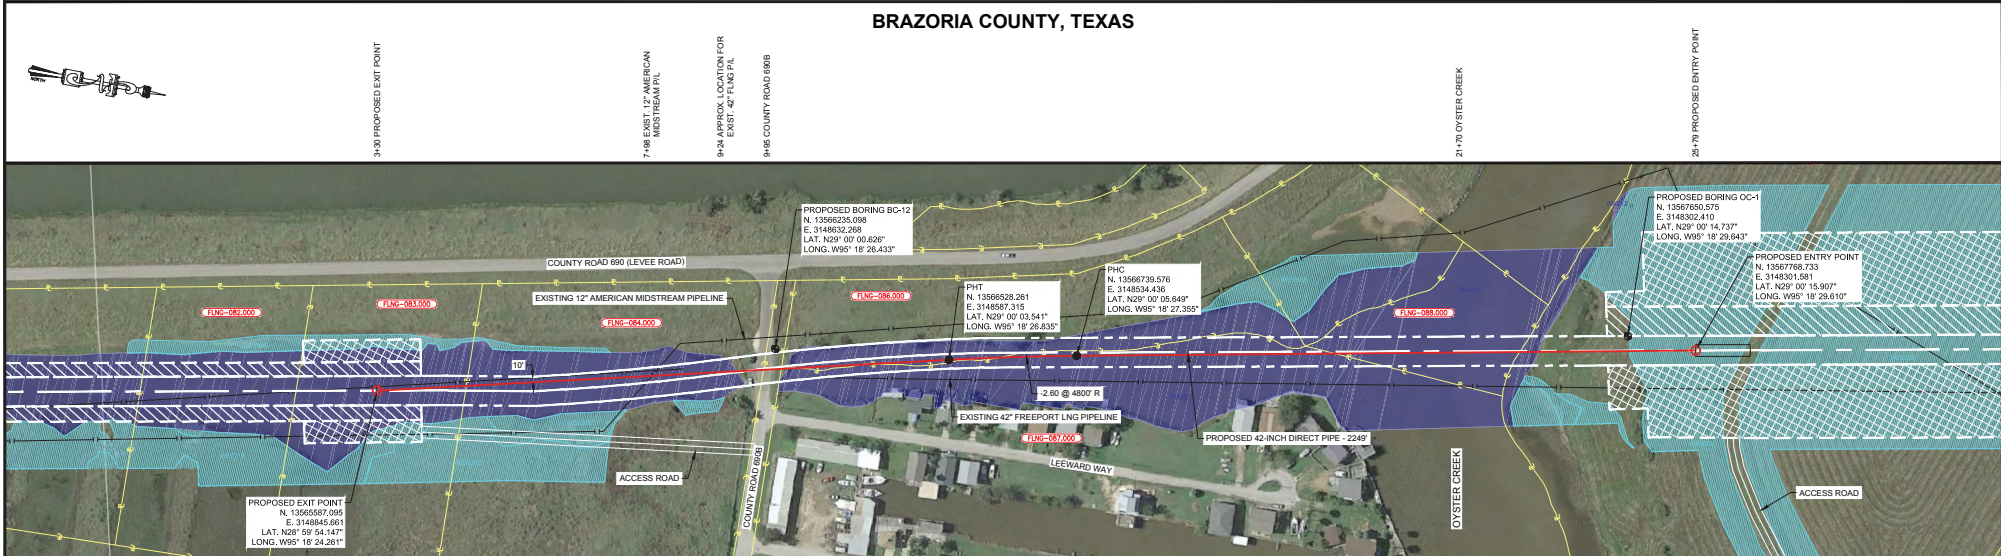 BRAZORIA COUNTY, TEXAS
NORTH
3+30 PROPOSED EXIT POINT
7+98 EXIST. 12" AMERICAN
MIDSTREAM P/L
9+24 APPROX. LOCATION FOR
EXIST. 42" FLNG P/L
9+95 COUNTY ROAD 690B
21+70 OYSTER CREEK
25+79 PROPOSED ENTRY POINT
PROPOSED BORING BC-12
N. 13566235.098
E. 3148632.268
LAT. N29° 00' 00.626"
LONG. W95° 18' 26.433"
PROPOSED BORING OC-1
N. 13567650.575
E. 3148302.410
LAT. N29° 00' 14.737"
LONG. W95° 18' 29.643"
COUNTY ROAD 690 (LEVEE ROAD)
PROPOSED ENTRY POINT
N. 13567768.733
E. 3148301.581
LAT. N29° 00' 15.907"
LONG. W95° 18' 29.610"
PHC
N. 13566739.576
E. 3148534.436
LAT. N29° 00' 05.649"
LONG. W95° 18' 27.355"
PHT
N. 13566528.261
E. 3148587.315
LAT. N29° 00' 03.541"
LONG. W95° 18' 26.835"
EXISTING 12" AMERICAN MIDSTREAM PIPELINE
FLNG-082.000
FLNG-083.000
FLNG-084.000
FLNG-086.000
FLNG-088.000
10'
-2.60 @ 4800' R
EXISTING 42" FREEPORT LNG PIPELINE
FLNG-087.000
PROPOSED 42-INCH DIRECT PIPE - 2249'
LEEWARD WAY
ACCESS ROAD
COUNTY ROAD 690B
OYSTER CREEK
ACCESS ROAD
PROPOSED EXIT POINT
N. 13565587.095
E. 3148845.661
LAT. N28° 59' 54.147"
LONG. W95° 18' 24.261"